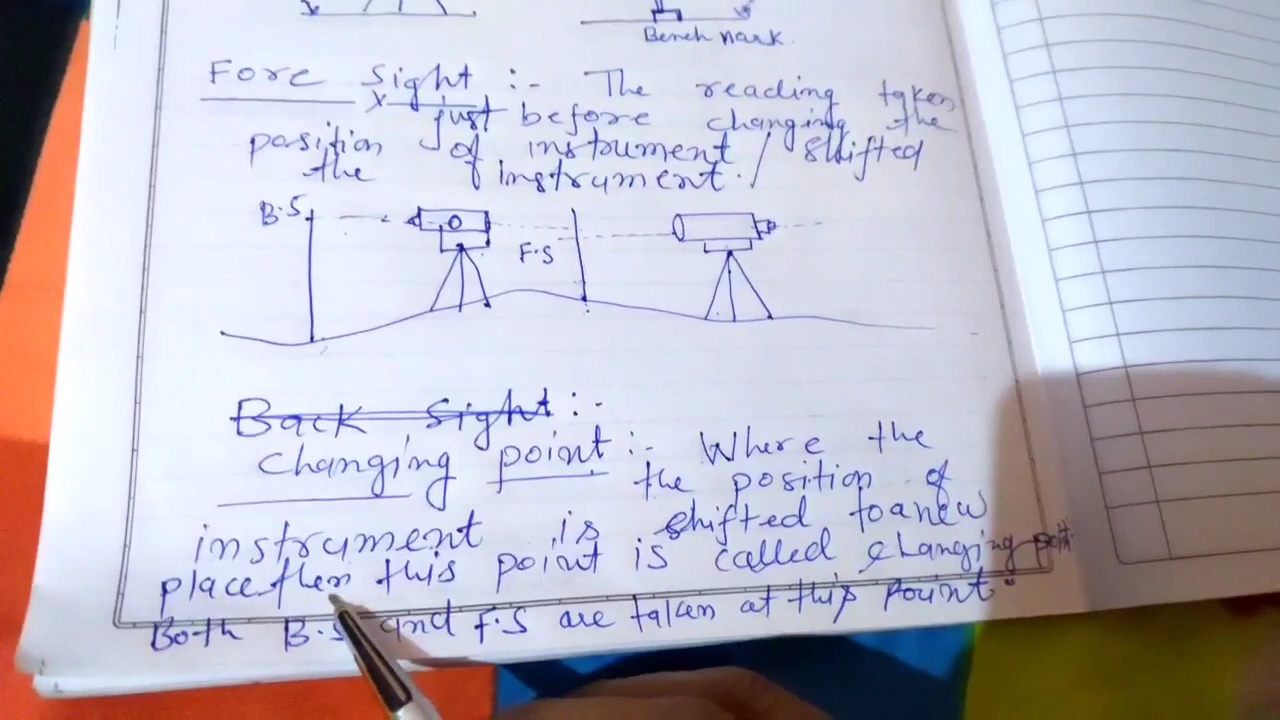 Bench Mark.
Fore Sight :- The reading taken
just before changing the
position of instrument / Shifted
the of instrument.
B.S
F.S
Back Sight :-
Changing point :- Where the
the position of
instrument is shifted to a new
place then this point is called changing point
Both B.S and F.S are taken at this point.